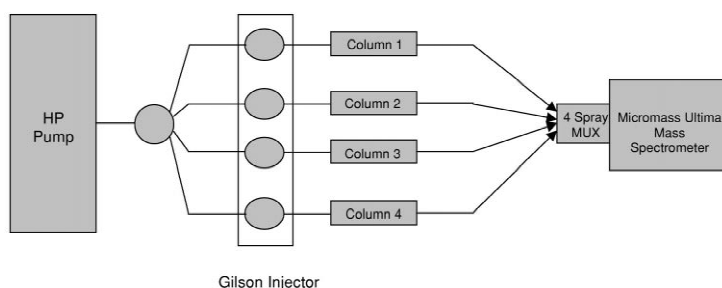 HP
Pump
Column 1
Column 2
Column 3
Column 4
4 Spray
MUX
Micromass Ultima
Mass
Spectrometer
Gilson Injector